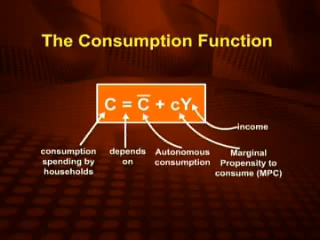 The Consumption Function
C = C̅ + cY
income
consumption
spending by
households
depends
on
Autonomous
consumption
Marginal
Propensity to
consume (MPC)